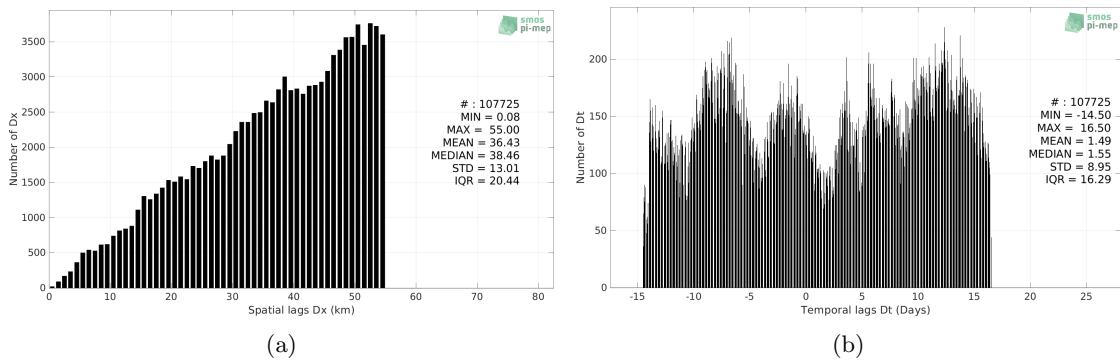 3500
3000
2500
2000
1500
1000
500
0
Number of Dx
0 10 20 30 40 50 60 70 80
Spatial lags Dx (km)
smos
pi-mep
# : 107725
MIN = 0.08
MAX = 55.00
MEAN = 36.43
MEDIAN = 38.46
STD = 13.01
IQR = 20.44
(a)
200
150
100
50
0
Number of Dt
-15 -10 -5 0 5 10 15 20 25
Temporal lags Dt (Days)
smos
pi-mep
# : 107725
MIN = -14.50
MAX = 16.50
MEAN = 1.49
MEDIAN = 1.55
STD = 8.95
IQR = 16.29
(b)